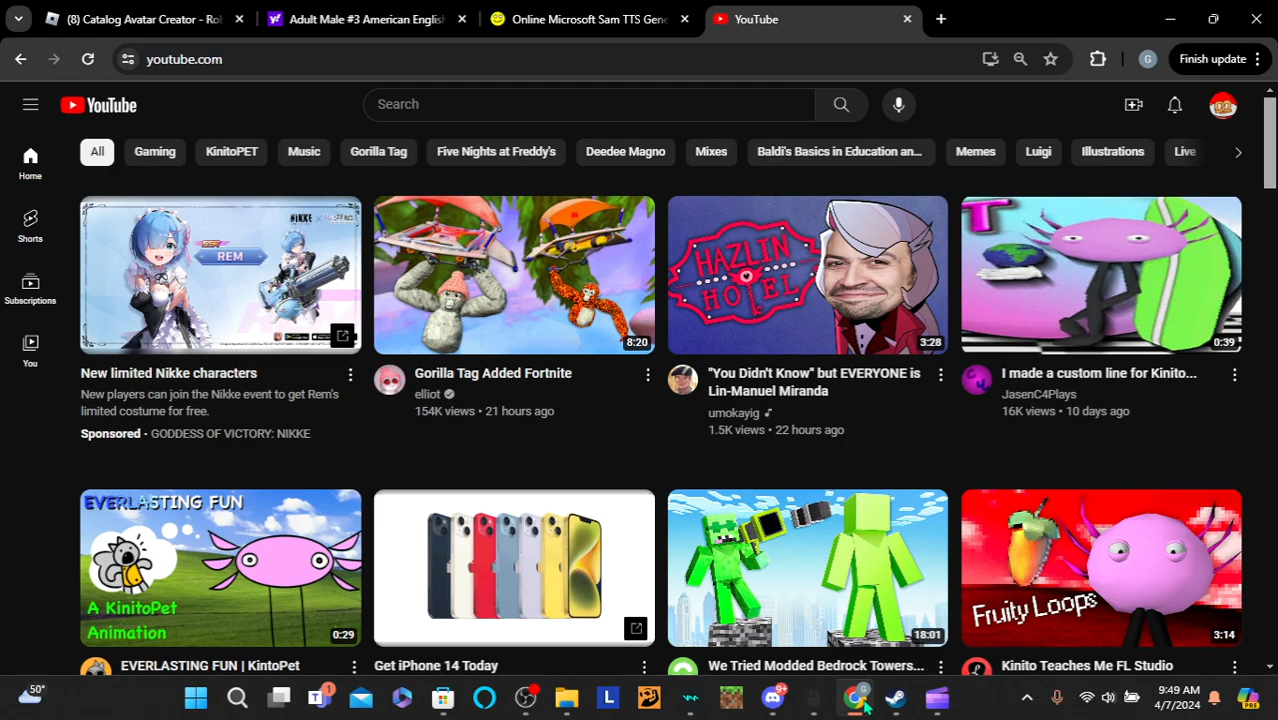 (8) Catalog Avatar Creator - Ro
Adult Male #3 American English
Online Microsoft Sam TTS Gene
YouTube
youtube.com
G
Finish update
YouTube
Search
Home
Shorts
Subscriptions
You
All
Gaming
KinitoPET
Music
Gorilla Tag
Five Nights at Freddy's
Deedee Magno
Mixes
Baldi's Basics in Education an...
Memes
Luigi
Illustrations
Live
NIKKE
SSR
REM
8:20
HAZLIN
HOTEL
3:28
T
0:39
New limited Nikke characters
New players can join the Nikke event to get Rem's
limited costume for free.
Sponsored · GODDESS OF VICTORY: NIKKE
Gorilla Tag Added Fortnite
elliot
154K views · 21 hours ago
"You Didn't Know" but EVERYONE is
Lin-Manuel Miranda
umokayig
1.5K views · 22 hours ago
I made a custom line for Kinito...
JasenC4Plays
16K views · 10 days ago
EVERLASTING FUN
A KinitoPet
Animation
0:29
18:01
Fruity Loops
3:14
EVERLASTING FUN | KintoPet
Get iPhone 14 Today
We Tried Modded Bedrock Towers...
Kinito Teaches Me FL Studio
50°
1
L
9+
G
9:49 AM
4/7/2024
PRE